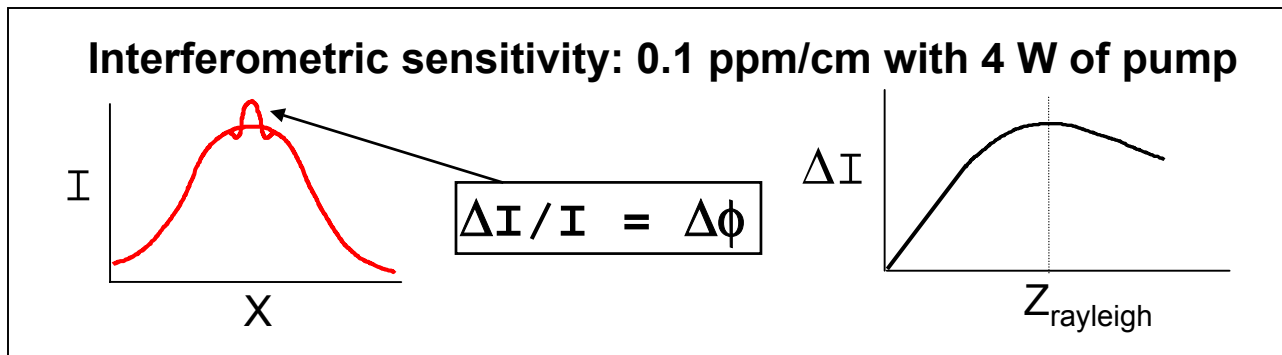 Interferometric sensitivity: 0.1 ppm/cm with 4 W of pump
I
X
ΔI/I = Δϕ
ΔI
Zrayleigh